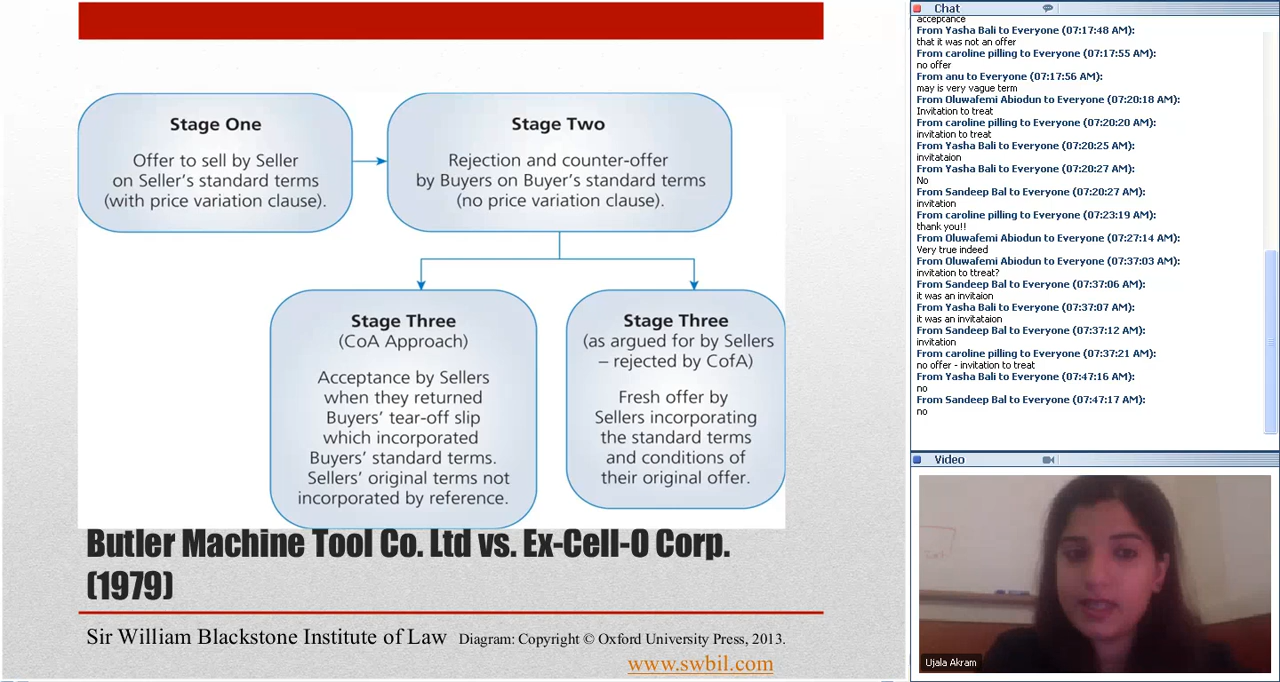 Stage One
Offer to sell by Seller
on Seller's standard terms
(with price variation clause).
Stage Two
Rejection and counter-offer
by Buyers on Buyer's standard terms
(no price variation clause).
Stage Three
(CoA Approach)
Acceptance by Sellers
when they returned
Buyers' tear-off slip
which incorporated
Buyers' standard terms.
Sellers' original terms not
incorporated by reference.
Stage Three
(as argued for by Sellers
– rejected by CofA)
Fresh offer by
Sellers incorporating
the standard terms
and conditions of
their original offer.
Butler Machine Tool Co. Ltd vs. Ex-Cell-O Corp.
(1979)
Sir William Blackstone Institute of Law Diagram: Copyright © Oxford University Press, 2013.
www.swbil.com
Chat
acceptance
From Yasha Bali to Everyone (07:17:48 AM):
that it was not an offer
From caroline pilling to Everyone (07:17:55 AM):
no offer
From anu to Everyone (07:17:56 AM):
may is very vague term
From Oluwafemi Abiodun to Everyone (07:20:18 AM):
Invitation to treat
From caroline pilling to Everyone (07:20:20 AM):
invitation to treat
From Yasha Bali to Everyone (07:20:25 AM):
invitataion
From Yasha Bali to Everyone (07:20:27 AM):
No
From Sandeep Bal to Everyone (07:20:27 AM):
invitation
From caroline pilling to Everyone (07:23:19 AM):
thank you!!
From Oluwafemi Abiodun to Everyone (07:27:14 AM):
Very true indeed
From Oluwafemi Abiodun to Everyone (07:37:03 AM):
invitation to ttreat?
From Sandeep Bal to Everyone (07:37:06 AM):
it was an invitaion
From Yasha Bali to Everyone (07:37:07 AM):
it was an invitataion
From Sandeep Bal to Everyone (07:37:12 AM):
invitation
From caroline pilling to Everyone (07:37:21 AM):
no offer - invitation to treat
From Yasha Bali to Everyone (07:47:16 AM):
no
From Sandeep Bal to Everyone (07:47:17 AM):
no
Video
Ujala Akram